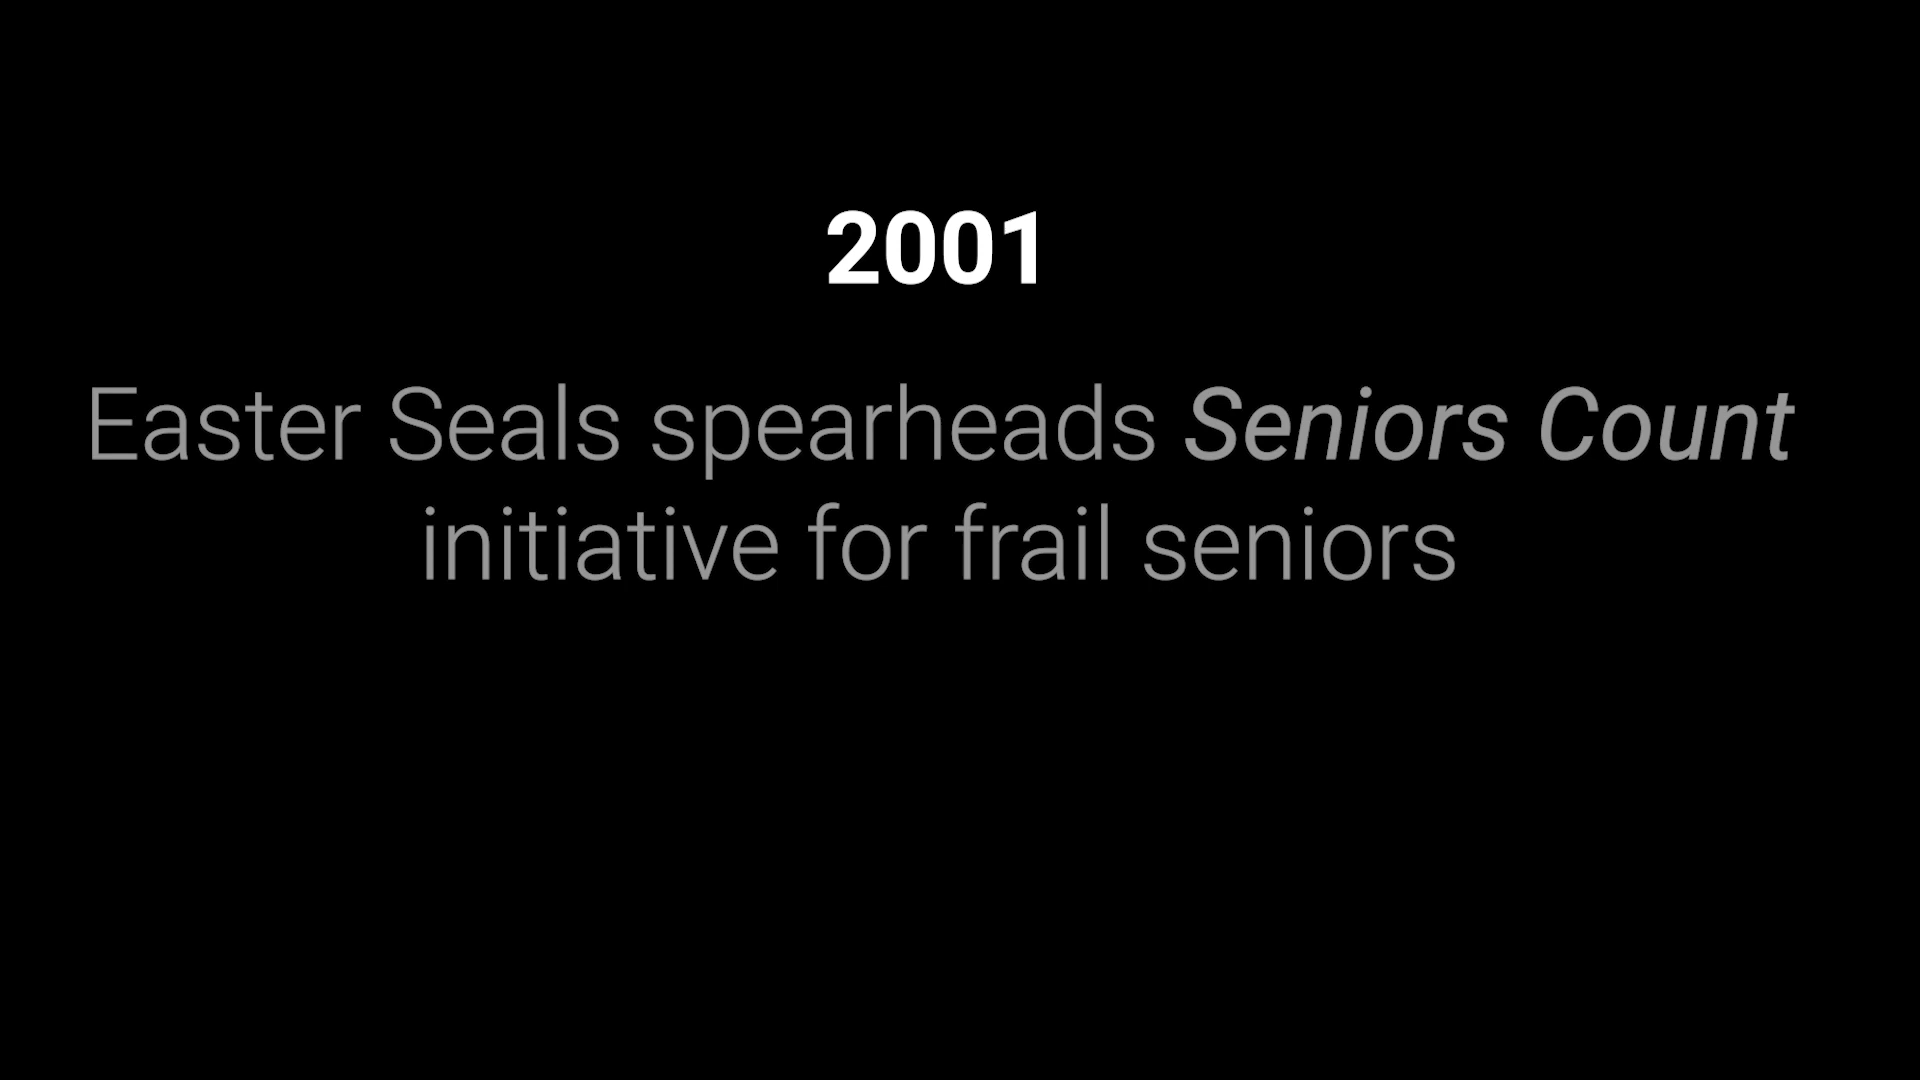 2001
Easter Seals spearheads Seniors Count
initiative for frail seniors